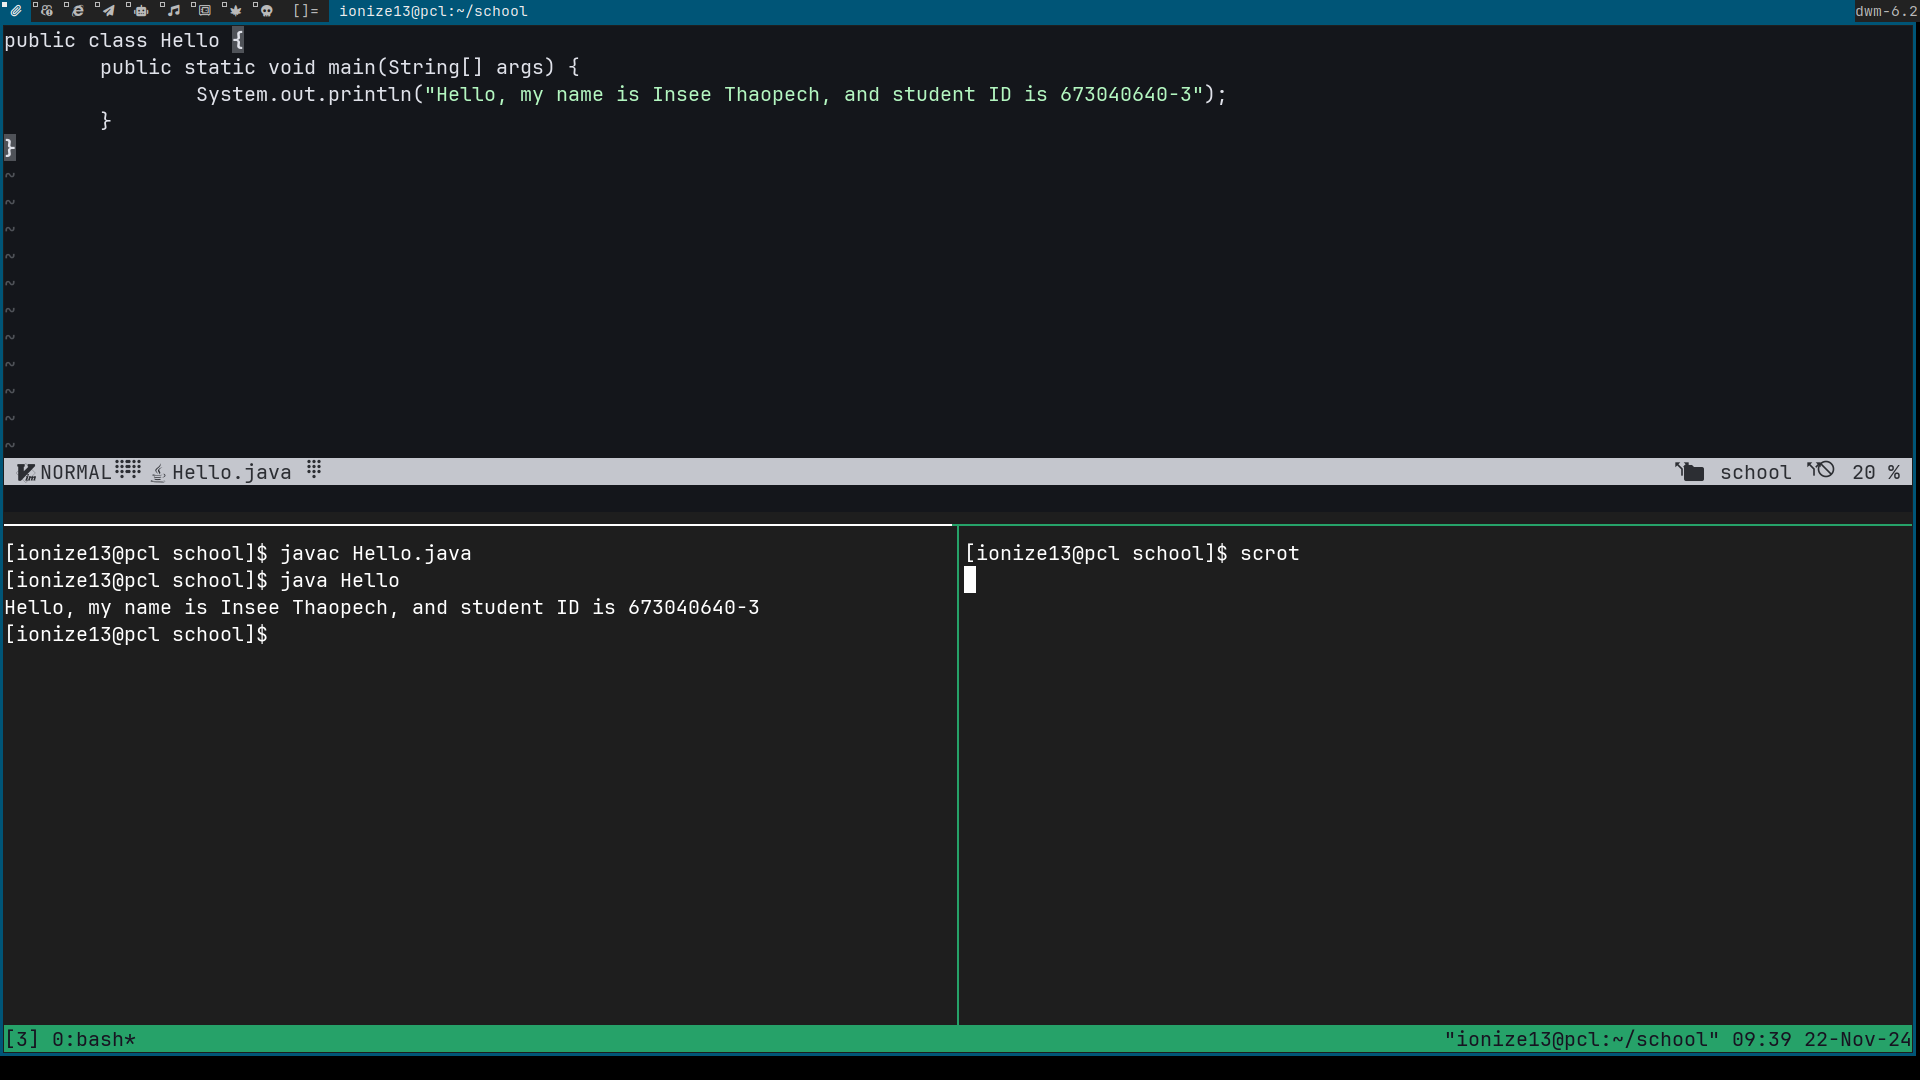 []= ionize13@pcl:~/school dwm-6.2
public class Hello {
        public static void main(String[] args) {
                System.out.println("Hello, my name is Insee Thaopech, and student ID is 673040640-3");
        }
}
~
~
~
~
~
~
~
~
~
~
~
NORMAL Hello.java school 20 %
[ionize13@pcl school]$ javac Hello.java
[ionize13@pcl school]$ java Hello
Hello, my name is Insee Thaopech, and student ID is 673040640-3
[ionize13@pcl school]$
[ionize13@pcl school]$ scrot
[3] 0:bash* "ionize13@pcl:~/school" 09:39 22-Nov-24